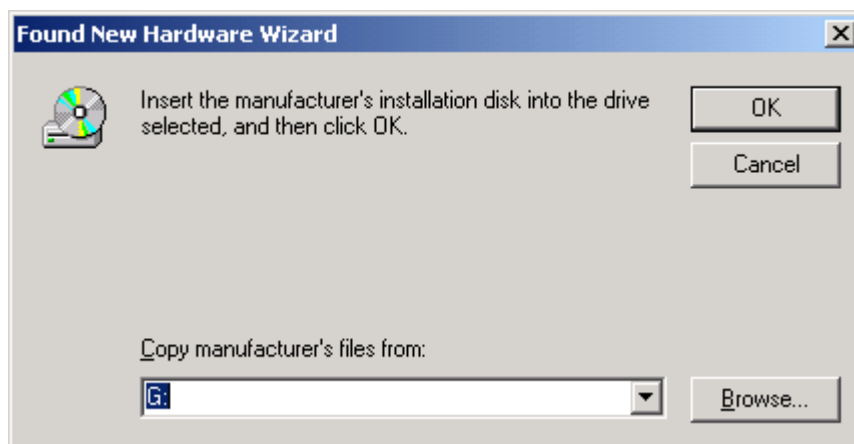 Found New Hardware Wizard
Insert the manufacturer's installation disk into the drive
selected, and then click OK.
OK
Cancel
Copy manufacturer's files from:
G:
Browse...